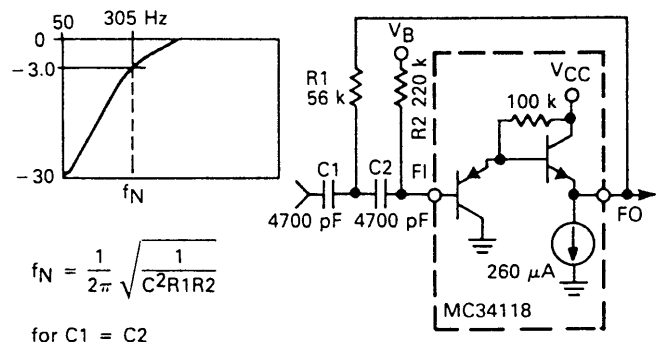 50
305 Hz
0
-3.0
-30
fN
VB
R1
56 k
R2 220 k
VCC
100 k
C1
C2
FI
4700 pF
4700 pF
FO
260 μA
MC34118
fN = 1/2π √(1/C²R1R2)
for C1 = C2